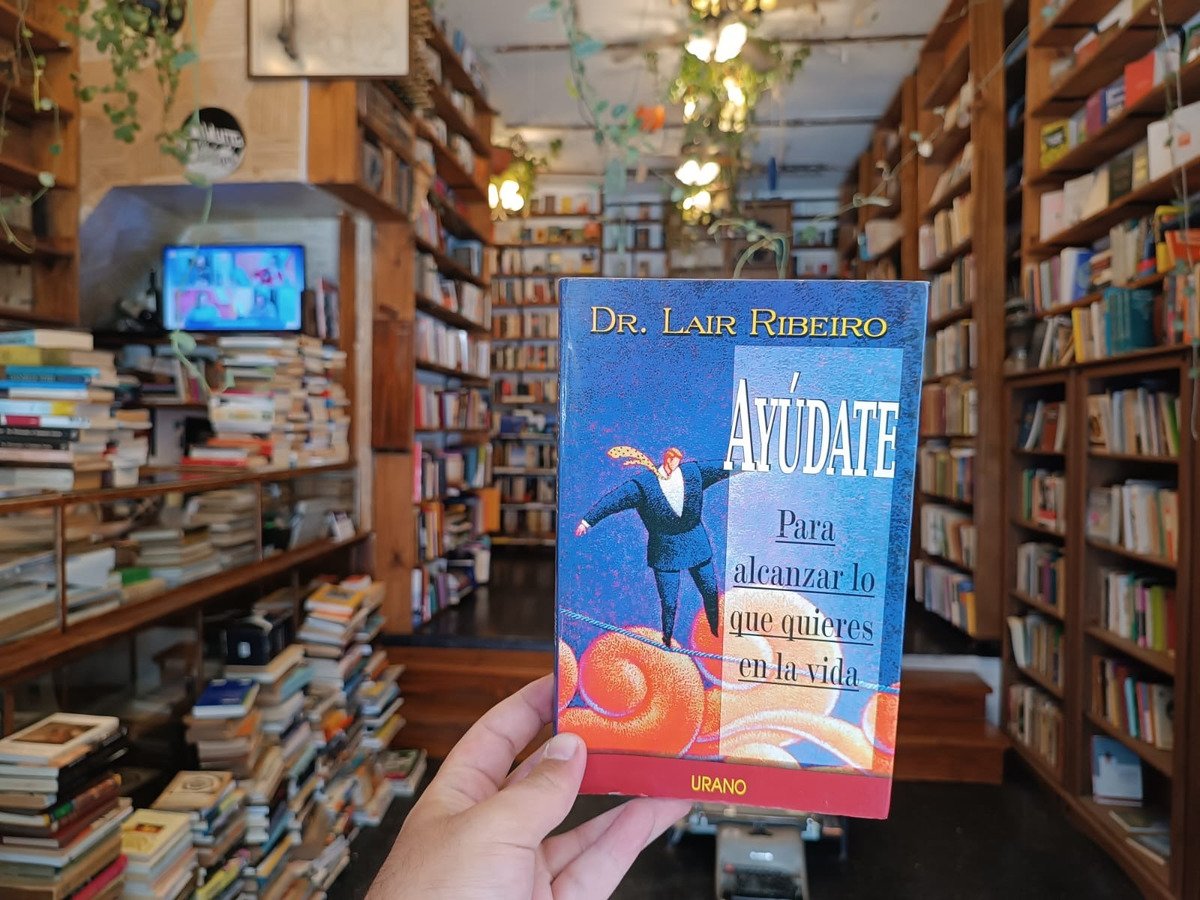 DR. LAIR RIBEIRO
AYÚDATE
Para
alcanzar lo
que quieres
en la vida
URANO